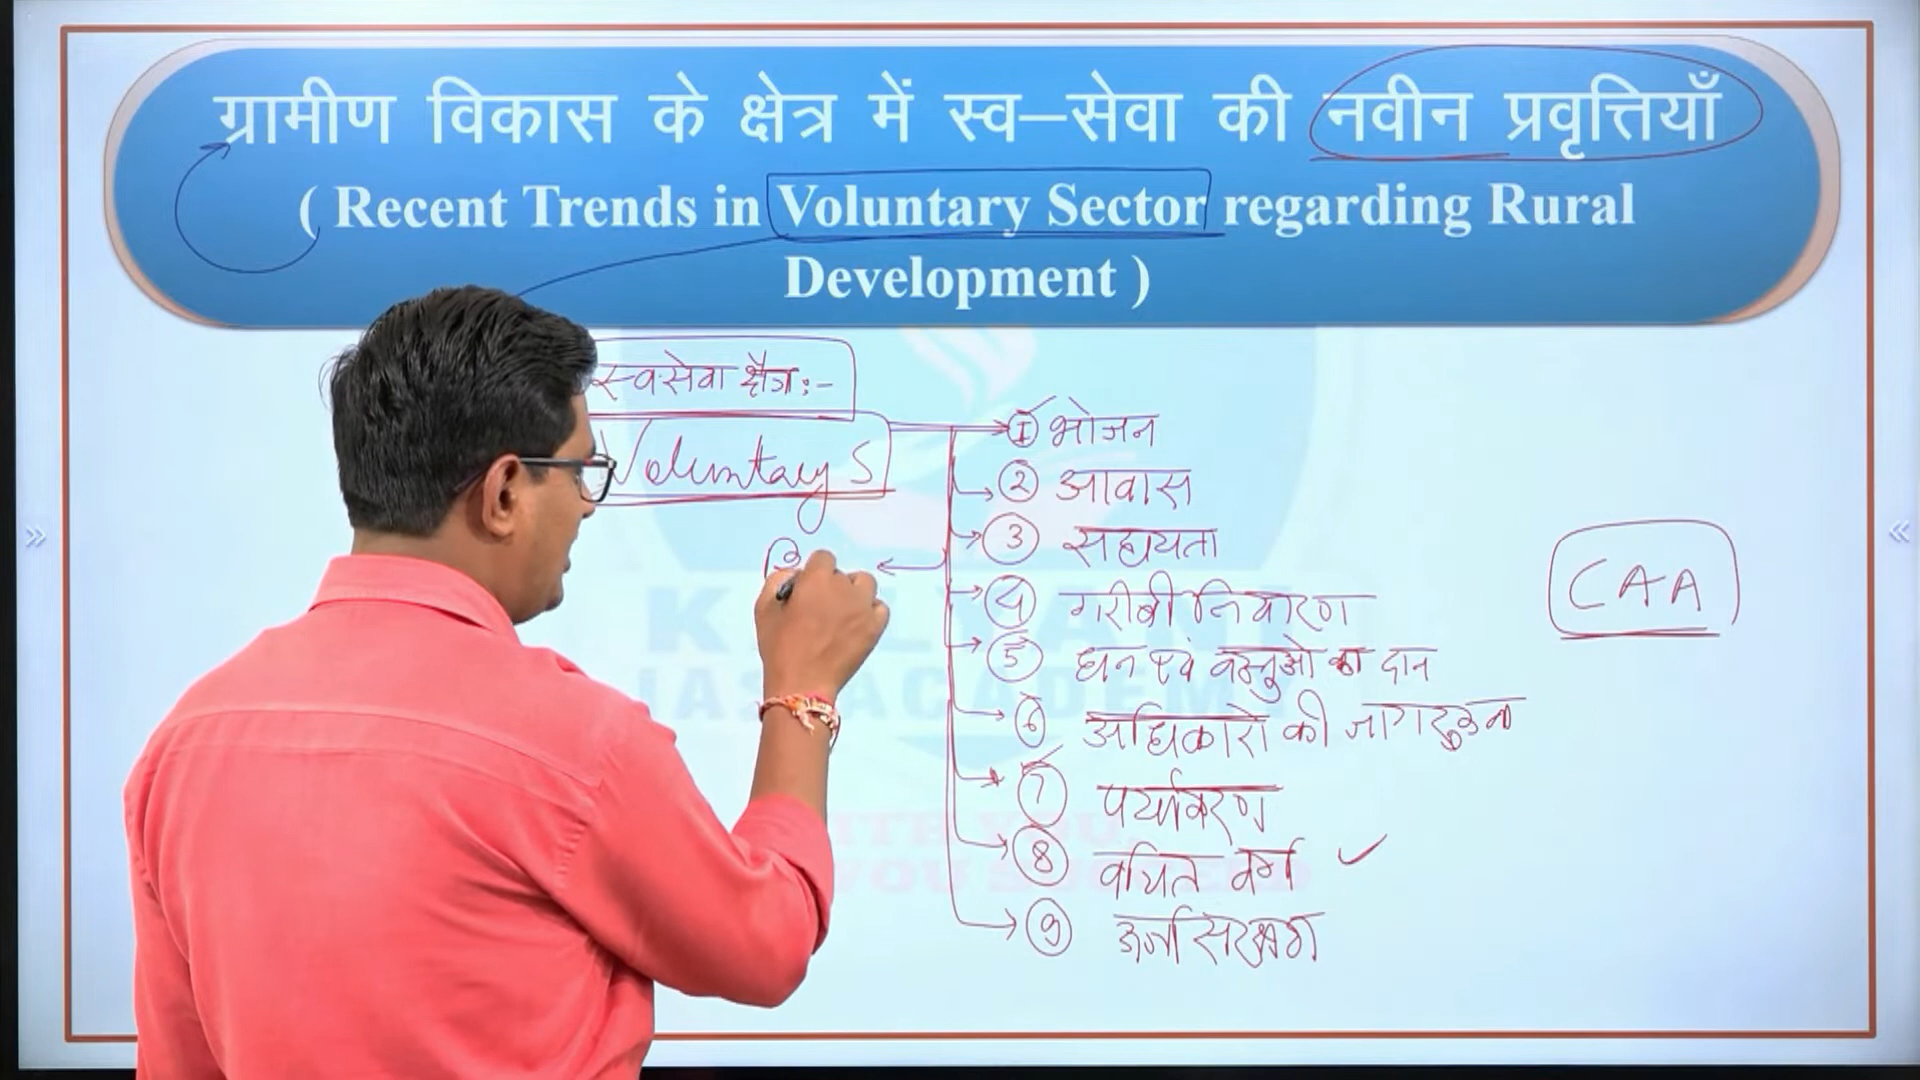 ग्रामीण विकास के क्षेत्र में स्व–सेवा की नवीन प्रवृत्तियाँ
( Recent Trends in Voluntary Sector regarding Rural
Development )
स्व-सेवा क्षेत्र :-
Voluntary S
① भोजन
② आवास
③ सहायता
④ गरीबी निवारण
⑤ धन एवं वस्तुओ का दान
⑥ अधिकारो की जागरूकता
⑦ पर्यावरण
⑧ वंचित वर्ग
⑨ ऊर्जा संरक्षण
CAA
IAS ACADEMY